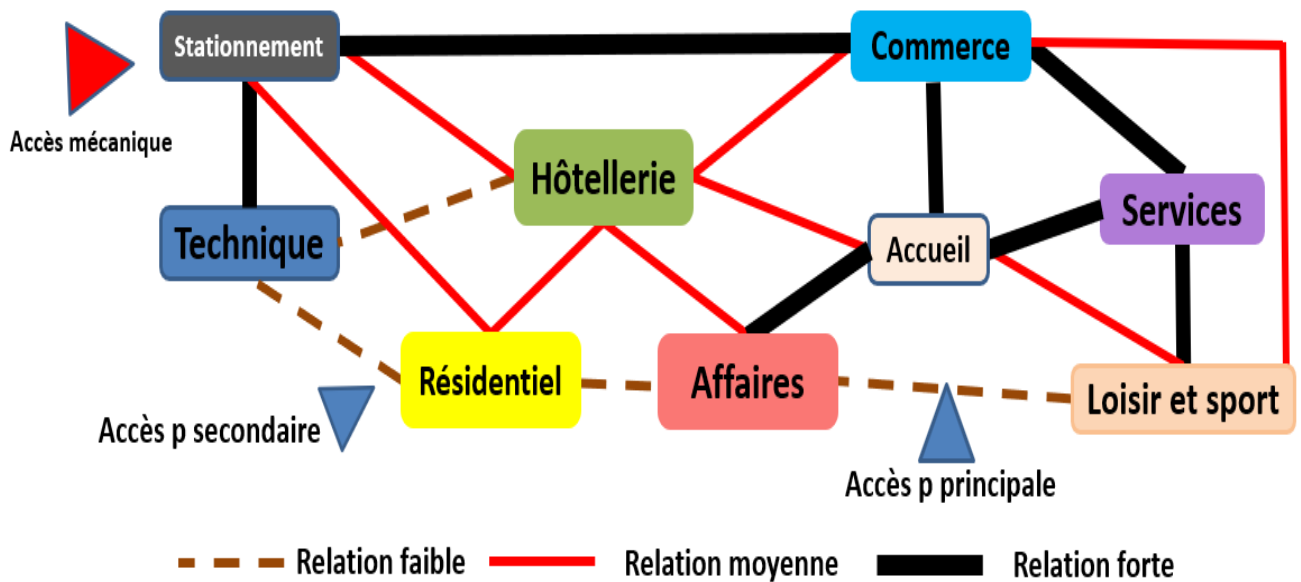 Stationnement
Commerce
Accès mécanique
Hôtellerie
Services
Technique
Accueil
Résidentiel
Affaires
Loisir et sport
Accès p secondaire
Accès p principale
Relation faible
Relation moyenne
Relation forte